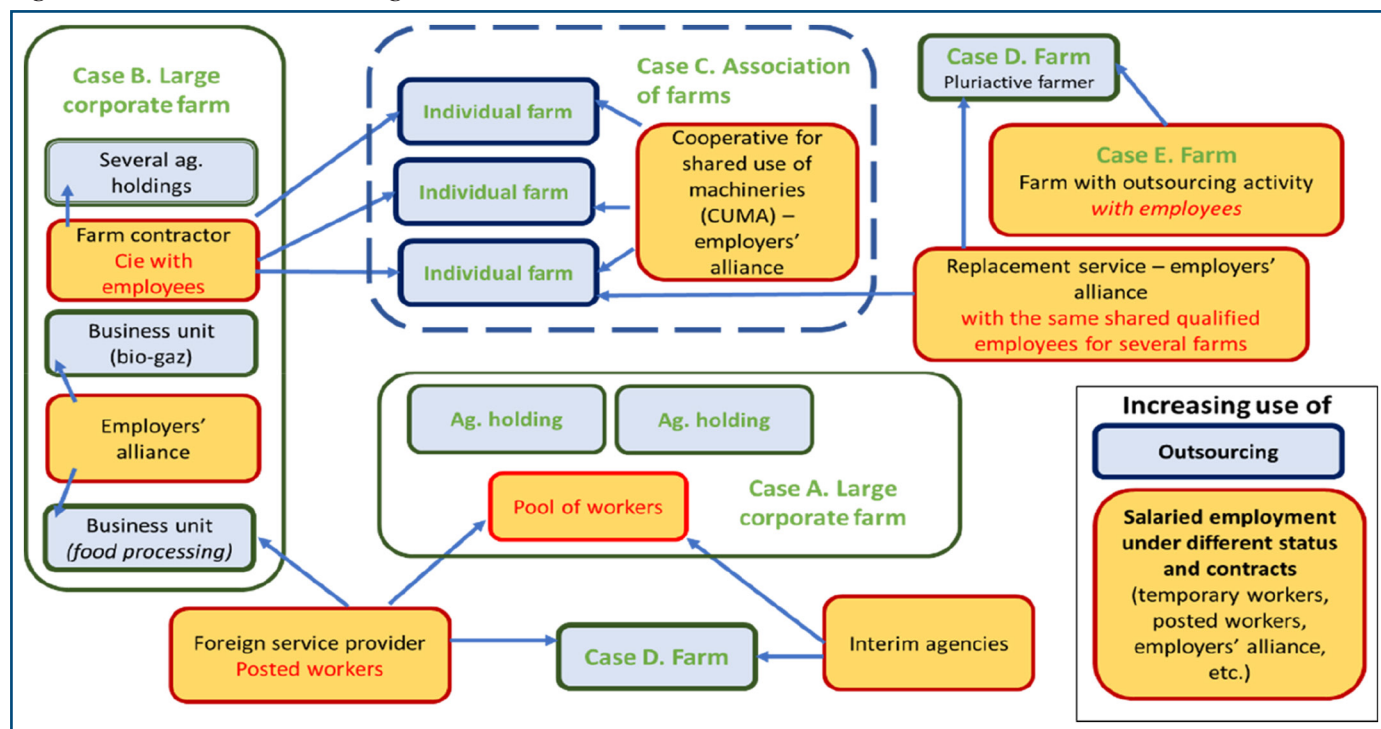 Case B. Large
corporate farm
Several ag.
holdings
Farm contractor
Cie with
employees
Business unit
(bio-gaz)
Employers’
alliance
Business unit
(food processing)
Case C. Association
of farms
Individual farm
Individual farm
Individual farm
Cooperative for
shared use of
machineries
(CUMA) –
employers’
alliance
Case D. Farm
Pluriactive farmer
Case E. Farm
Farm with outsourcing activity
with employees
Replacement service – employers’
alliance
with the same shared qualified
employees for several farms
Ag. holding
Ag. holding
Pool of workers
Case A. Large
corporate farm
Foreign service provider
Posted workers
Case D. Farm
Interim agencies
Increasing use of
Outsourcing
Salaried employment
under different status
and contracts
(temporary workers,
posted workers,
employers’ alliance,
etc.)